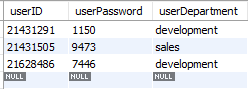 userID userPassword userDepartment
21431291 1150 development
21431505 9473 sales
21628486 7446 development
NULL NULL NULL